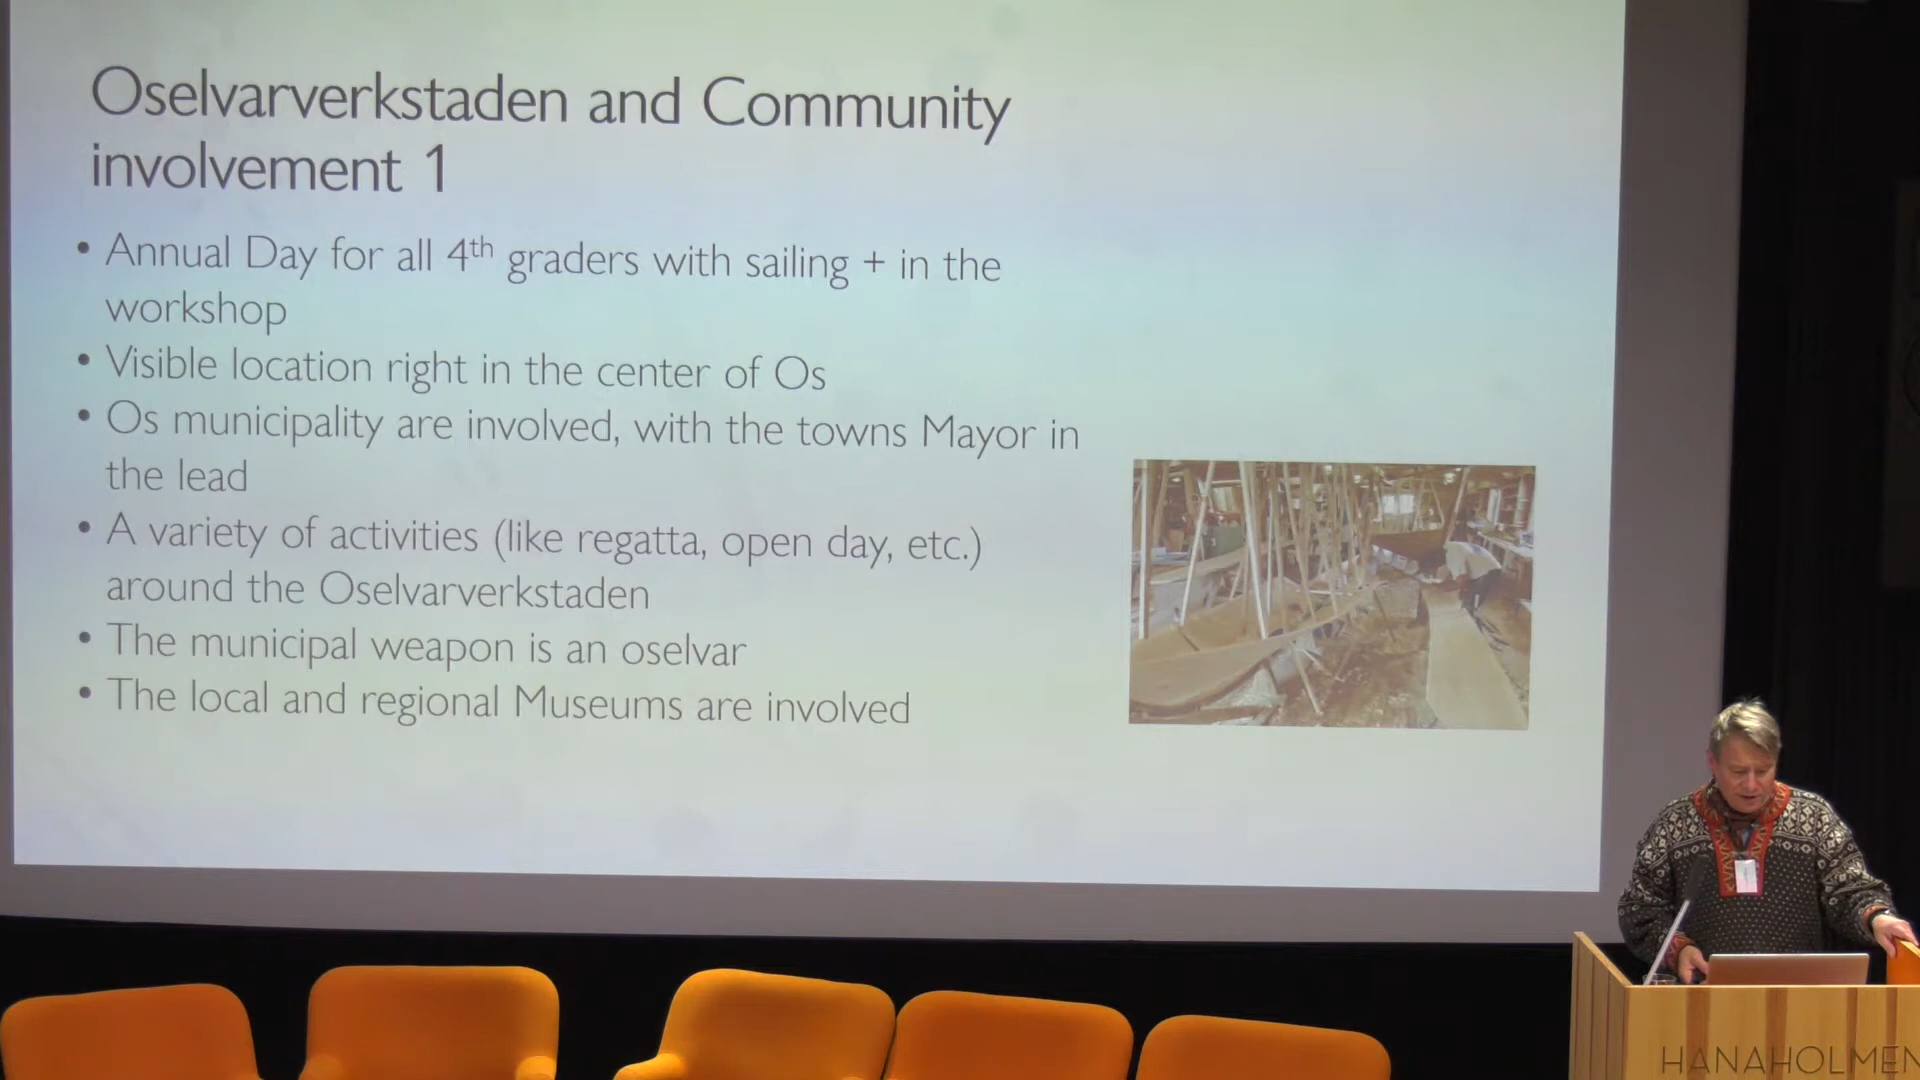 Oselvarverkstaden and Community
involvement 1
• Annual Day for all 4th graders with sailing + in the
workshop
• Visible location right in the center of Os
• Os municipality are involved, with the towns Mayor in
the lead
• A variety of activities (like regatta, open day, etc.)
around the Oselvarverkstaden
• The municipal weapon is an oselvar
• The local and regional Museums are involved
HANAHOLMEN